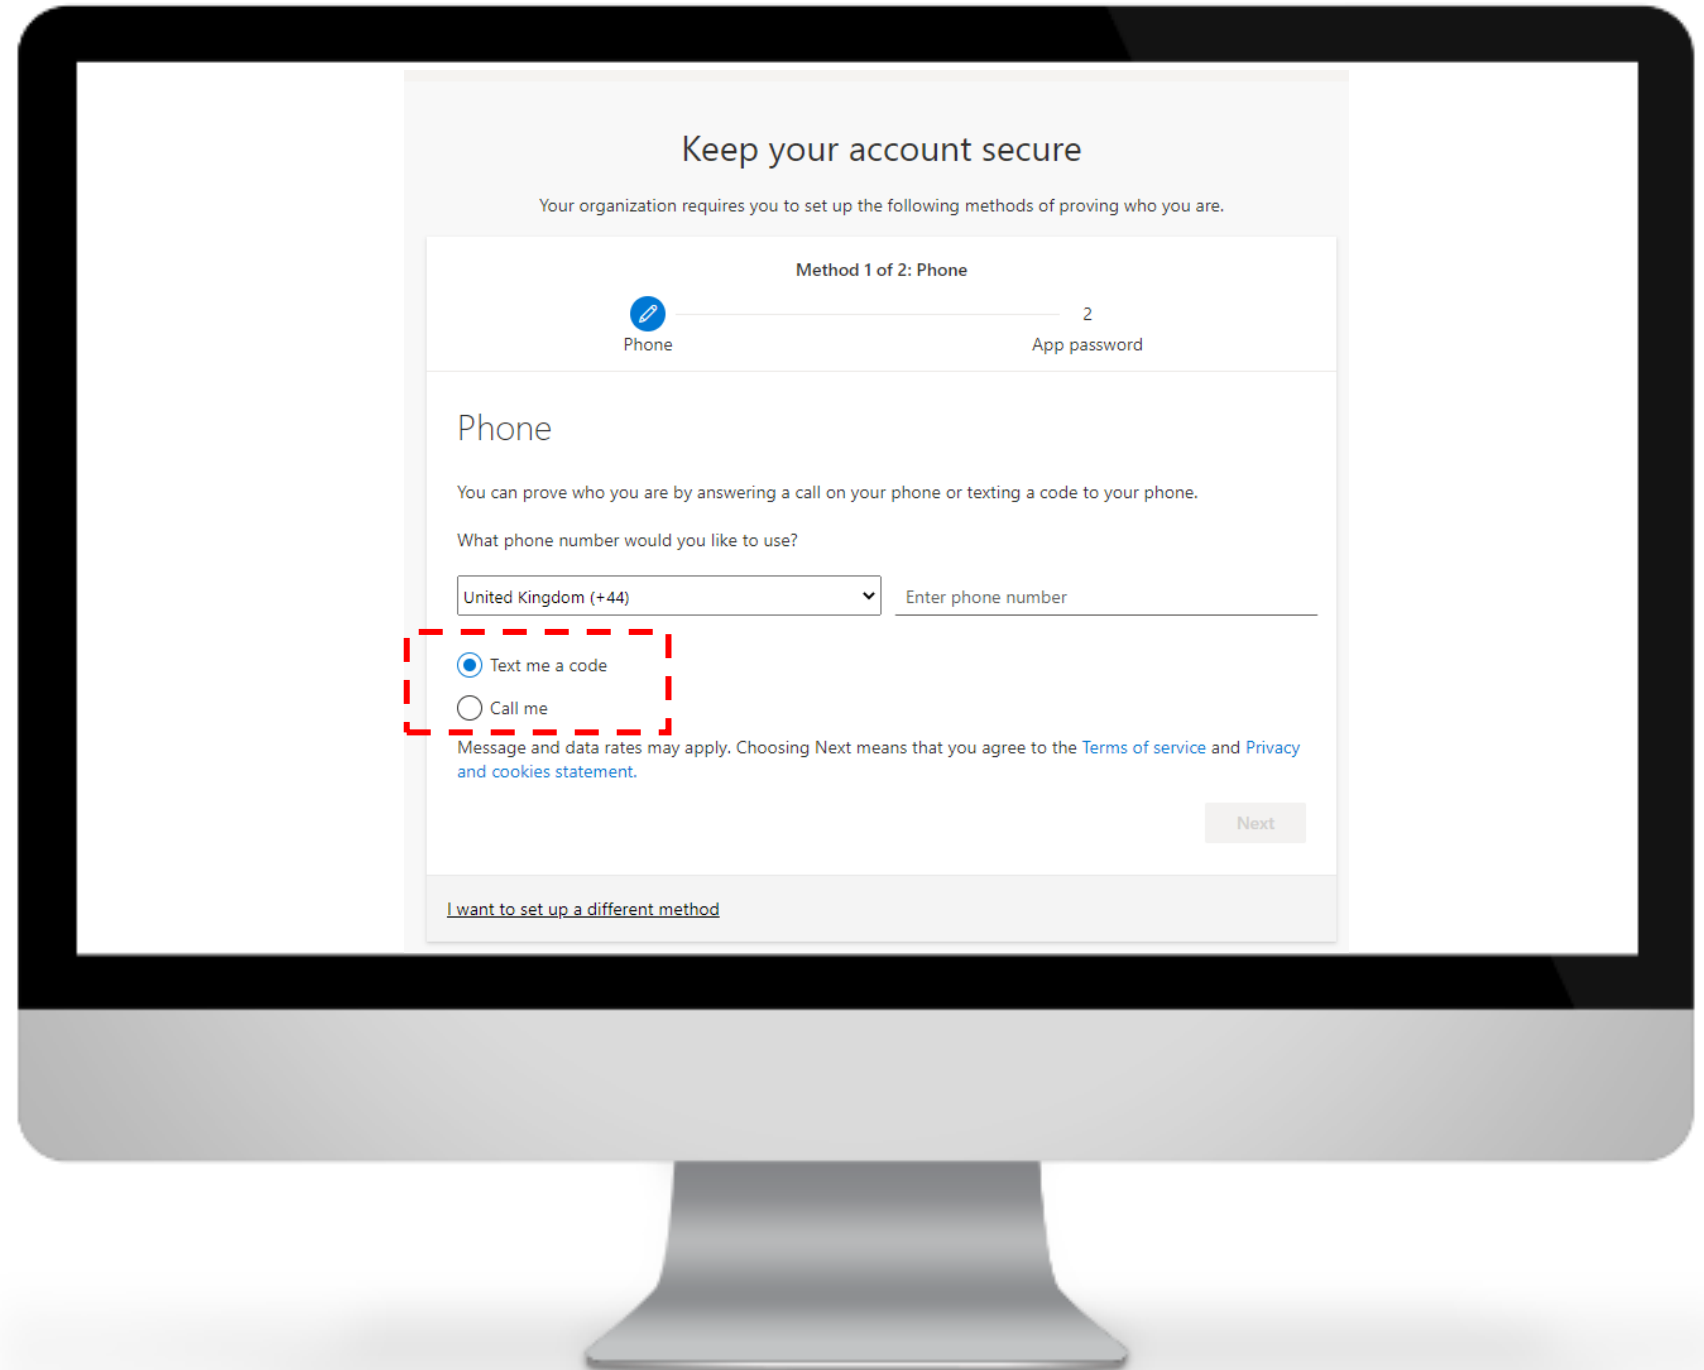 Keep your account secure
Your organization requires you to set up the following methods of proving who you are.
Method 1 of 2: Phone
2
Phone
App password
Phone
You can prove who you are by answering a call on your phone or texting a code to your phone.
What phone number would you like to use?
United Kingdom (+44)
Enter phone number
Text me a code
Call me
Message and data rates may apply. Choosing Next means that you agree to the Terms of service and Privacy
and cookies statement.
Next
I want to set up a different method